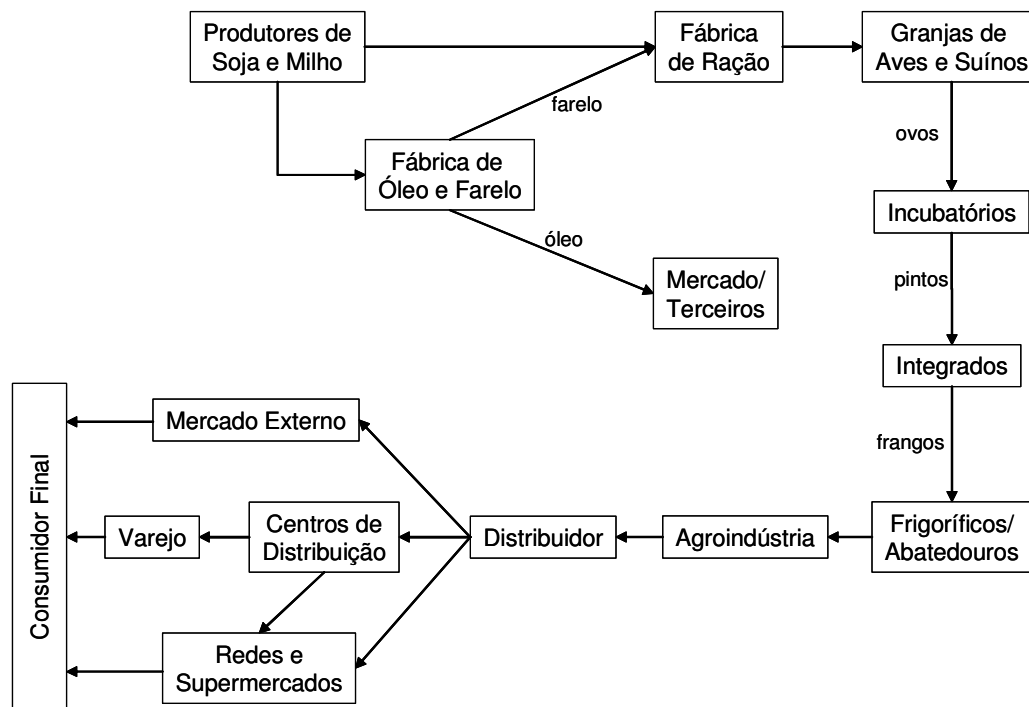 Produtores de
Soja e Milho
Fábrica
de Ração
Granjas de
Aves e Suínos
farelo
ovos
Fábrica de
Óleo e Farelo
Incubatórios
óleo
Mercado/
Terceiros
pintos
Integrados
frangos
Mercado Externo
Consumidor Final
Varejo
Centros de
Distribuição
Distribuidor
Agroindústria
Frigoríficos/
Abatedouros
Redes e
Supermercados